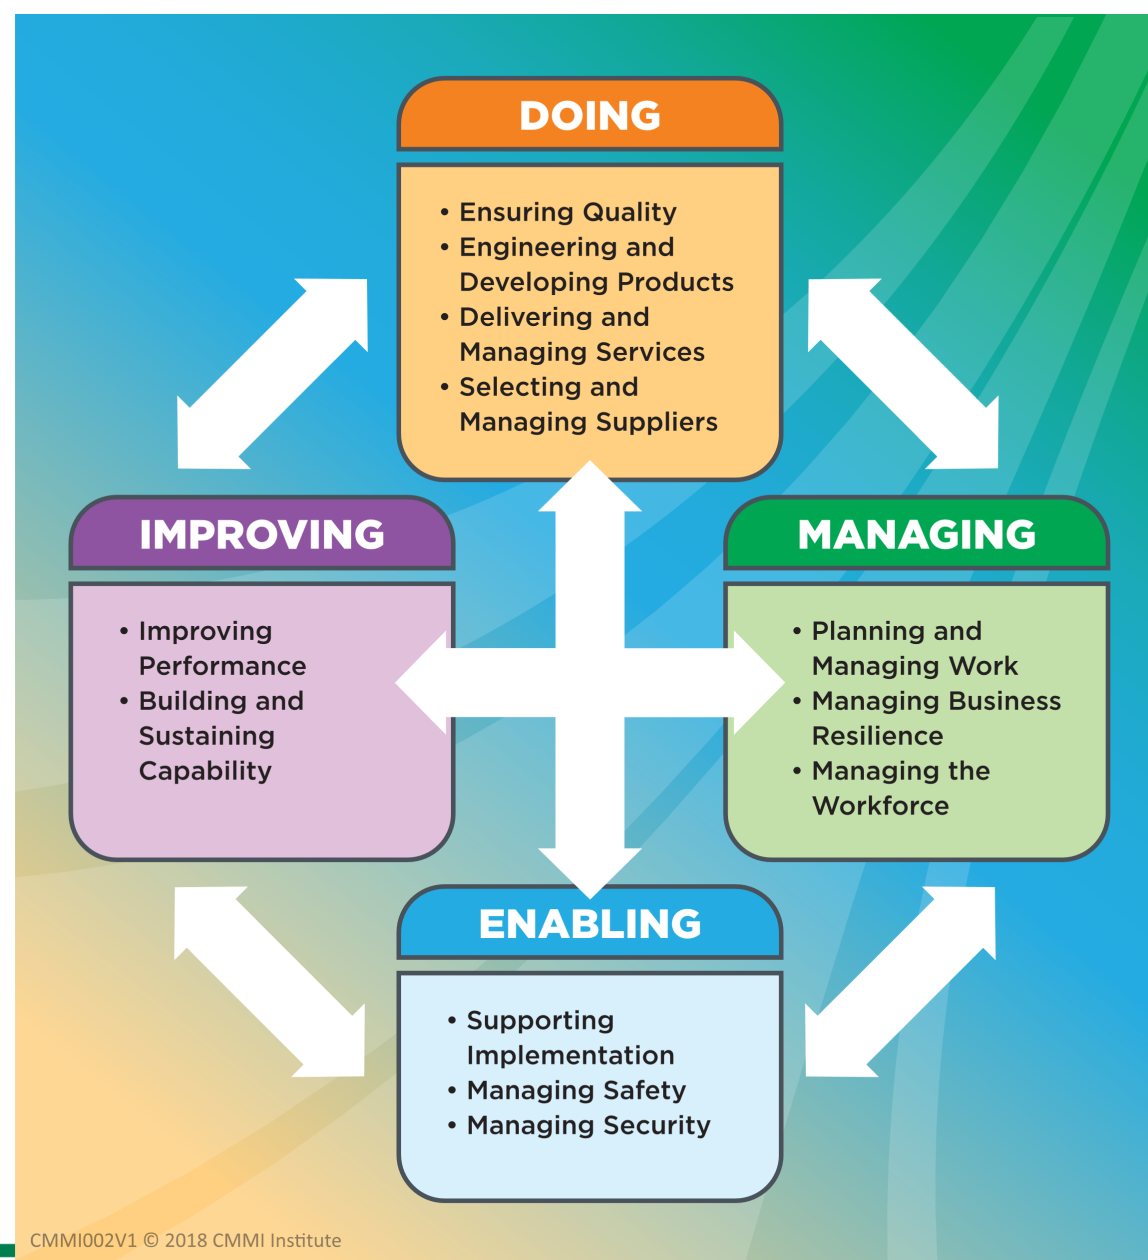 DOING
• Ensuring Quality
• Engineering and
Developing Products
• Delivering and
Managing Services
• Selecting and
Managing Suppliers
IMPROVING
• Improving
Performance
• Building and
Sustaining
Capability
MANAGING
• Planning and
Managing Work
• Managing Business
Resilience
• Managing the
Workforce
ENABLING
• Supporting
Implementation
• Managing Safety
• Managing Security
CMMI002V1 © 2018 CMMI Institute